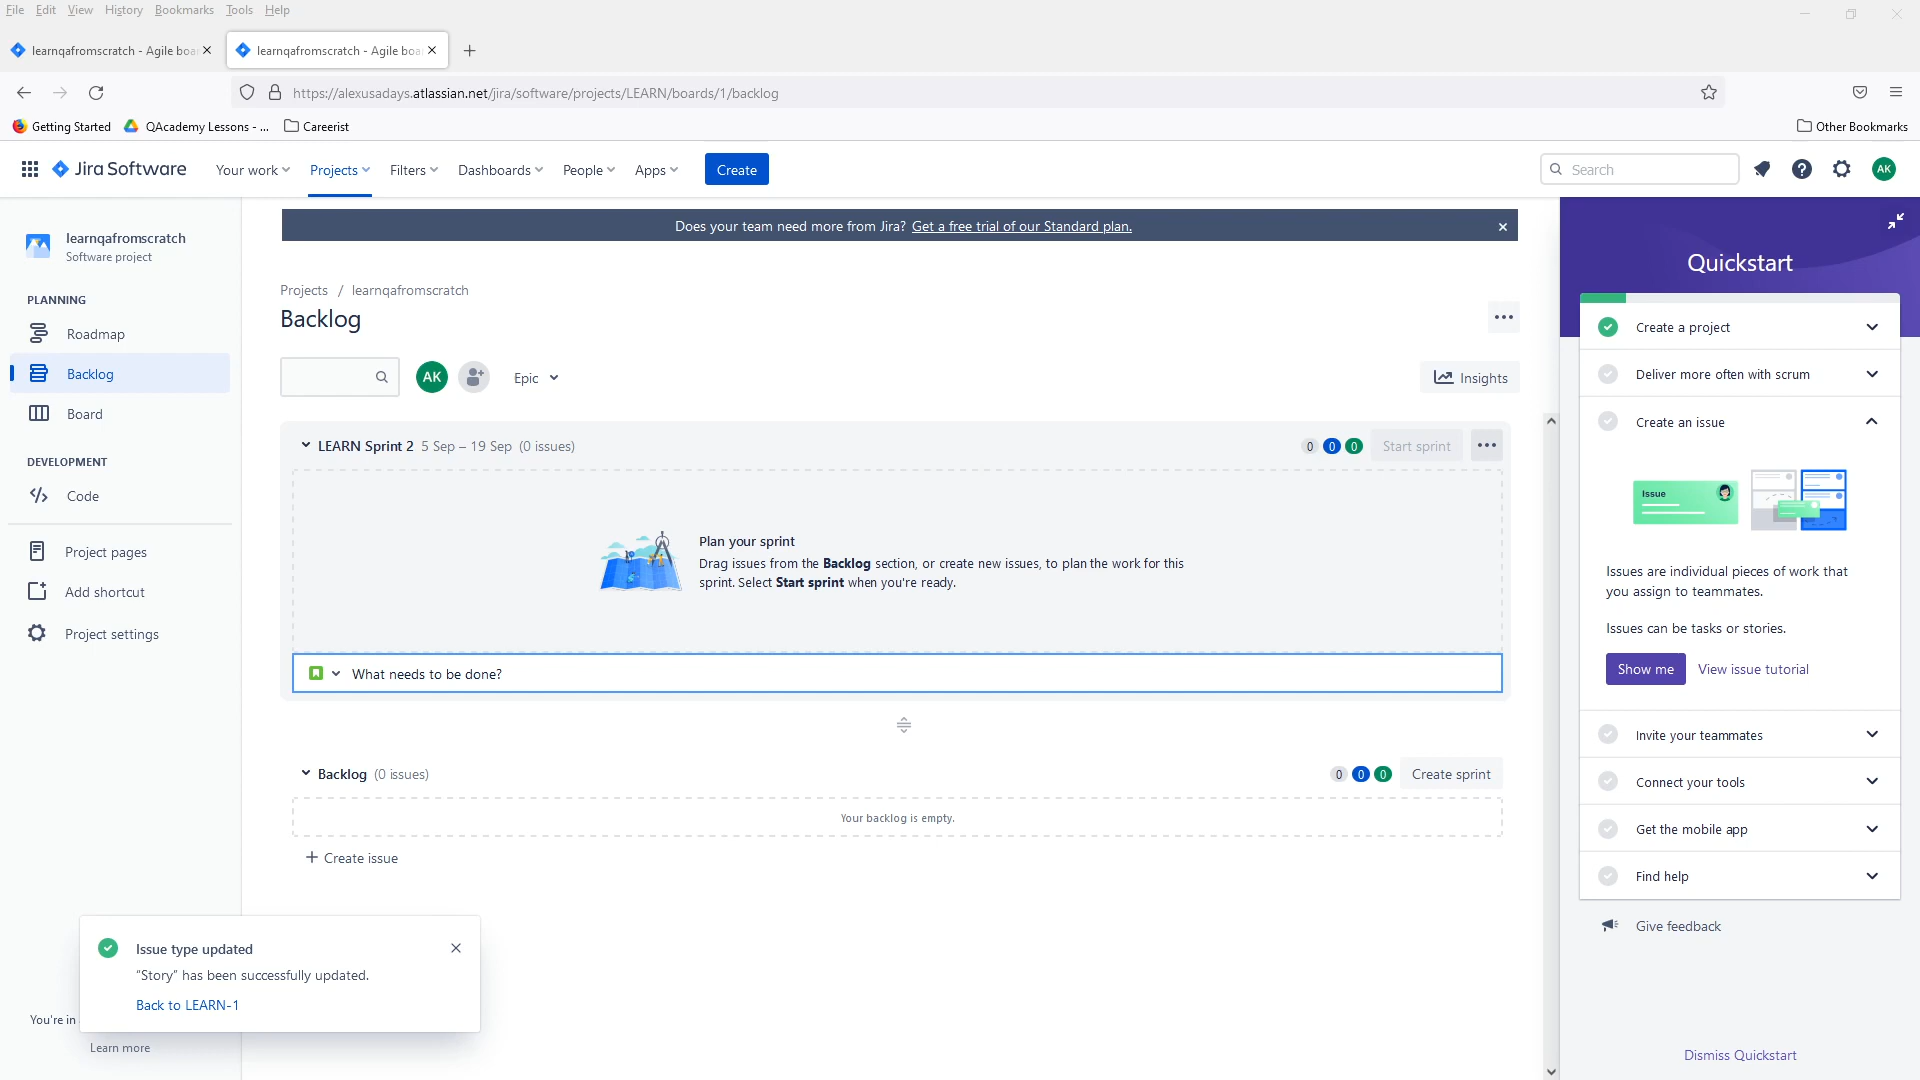 File Edit View History Bookmarks Tools Help
learnqafromscratch - Agile boa
learnqafromscratch - Agile boa
https://alexusadays.atlassian.net/jira/software/projects/LEARN/boards/1/backlog
Getting Started QAcademy Lessons - ... Careerist Other Bookmarks
Jira Software Your work Projects Filters Dashboards People Apps Create Search AK
learnqafromscratch
Software project
PLANNING
Roadmap
Backlog
Board
DEVELOPMENT
Code
Project pages
Add shortcut
Project settings
You're in
Learn more
Does your team need more from Jira? Get a free trial of our Standard plan.
Projects / learnqafromscratch
Backlog
AK Epic Insights
LEARN Sprint 2 5 Sep – 19 Sep (0 issues) 0 0 0 Start sprint
Plan your sprint
Drag issues from the Backlog section, or create new issues, to plan the work for this
sprint. Select Start sprint when you're ready.
What needs to be done?
Backlog (0 issues) 0 0 0 Create sprint
Your backlog is empty.
+ Create issue
Issue type updated
"Story" has been successfully updated.
Back to LEARN-1
Quickstart
Create a project
Deliver more often with scrum
Create an issue
Issue
Issues are individual pieces of work that
you assign to teammates.
Issues can be tasks or stories.
Show me View issue tutorial
Invite your teammates
Connect your tools
Get the mobile app
Find help
Give feedback
Dismiss Quickstart